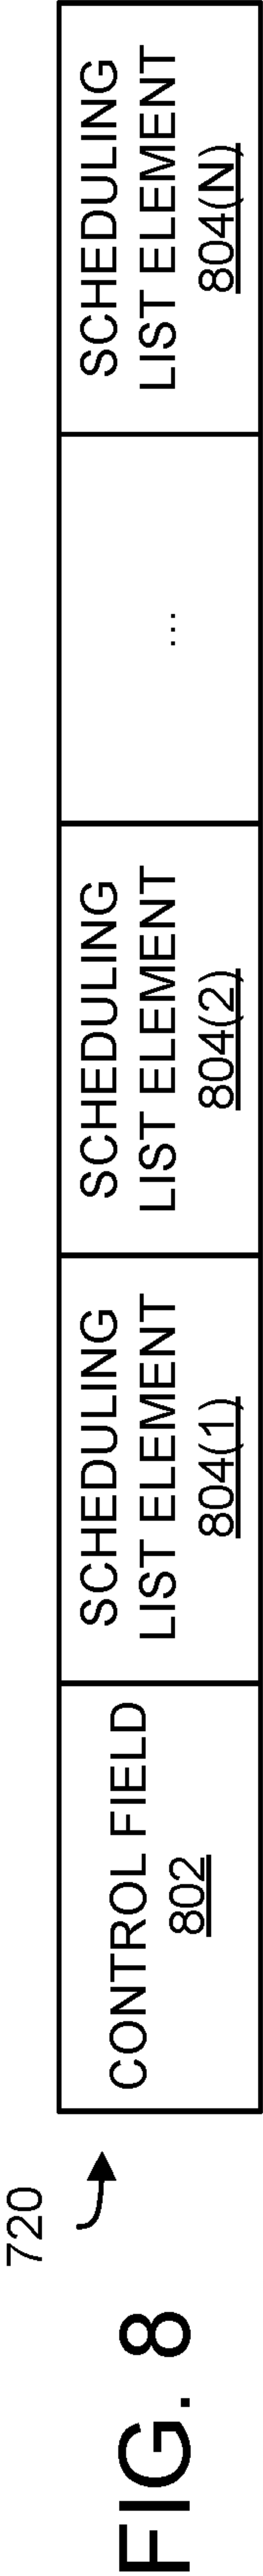 720
CONTROL FIELD
802
SCHEDULING
LIST ELEMENT
804(1)
SCHEDULING
LIST ELEMENT
804(2)
...
SCHEDULING
LIST ELEMENT
804(N)
FIG. 8